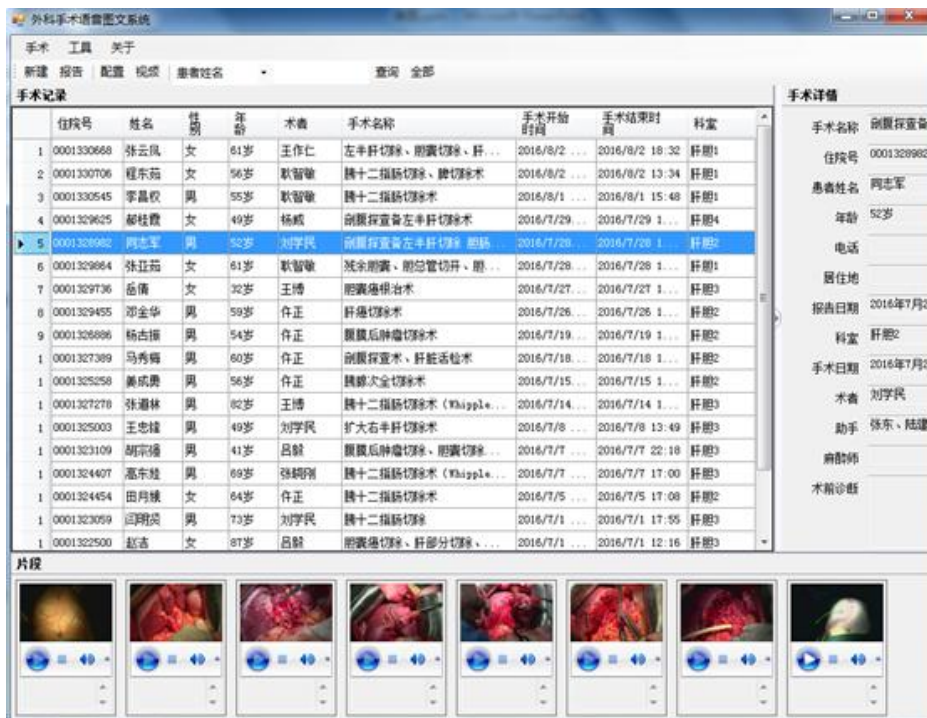 外科手术语音图文系统
手术 工具 关于
新建 报告 配置 视频 患者姓名 查询 全部
手术记录
住院号 姓名 性别 年龄 术者 手术名称 手术开始时间 手术结束时间 科室
1 0001330668 张云凤 女 61岁 王作仁 左半肝切除、胆囊切除、肝... 2016/8/2 ... 2016/8/2 18:32 肝胆1
2 0001330706 程东茹 女 56岁 耿智敏 胰十二指肠切除、脾切除术 2016/8/2 ... 2016/8/2 13:34 肝胆1
3 0001330545 李昌权 男 55岁 耿智敏 胰十二指肠切除术 2016/8/1 ... 2016/8/1 15:48 肝胆1
4 0001329625 郝桂霞 女 49岁 杨威 剖腹探查备左半肝切除术 2016/7/29... 2016/7/29 1... 肝胆4
5 0001328982 志军 男 52岁 刘学民 剖腹探查备左半肝切除 胆肠 2016/7/28... 2016/7/28 1... 肝胆2
6 0001329864 张亚茹 女 61岁 耿智敏 残余胆囊、胆总管切开、胆... 2016/7/28... 2016/7/28 1... 肝胆1
7 0001329736 岳倩 女 32岁 王博 胆囊癌根治术 2016/7/27... 2016/7/27 1... 肝胆3
8 0001329455 邓金华 男 59岁 仵正 肝癌切除术 2016/7/26... 2016/7/26 1... 肝胆2
9 0001326886 杨古振 男 54岁 仵正 腹膜后肿瘤切除术 2016/7/19... 2016/7/19 1... 肝胆2
1 0001327389 马秀梅 男 60岁 仵正 剖腹探查术、肝脏活检术 2016/7/18... 2016/7/18 1... 肝胆2
1 0001325258 姜成勇 男 56岁 仵正 胰腺次全切除术 2016/7/15... 2016/7/15 1... 肝胆2
1 0001327278 张道林 男 82岁 王博 胰十二指肠切除术（Whipple... 2016/7/14... 2016/7/14 1... 肝胆3
1 0001325003 王忠 男 49岁 刘学民 扩大右半肝切除术 2016/7/8 ... 2016/7/8 13:49 肝胆3
1 0001323109 胡宗 男 41岁 吕毅 腹膜后肿瘤切除、胆囊切除... 2016/7/7 ... 2016/7/7 22:18 肝胆3
1 0001324407 高东 男 69岁 刚 胰十二指肠切除术（Whipple... 2016/7/7 ... 2016/7/7 17:00 肝胆3
1 0001324454 田月娥 女 64岁 仵正 胰十二指肠切除术 2016/7/5 ... 2016/7/5 17:08 肝胆2
1 0001323059 闫明 男 73岁 刘学民 胰十二指肠切除 2016/7/1 ... 2016/7/1 17:55 肝胆3
1 0001322500 赵洁 女 87岁 吕毅 胆囊癌切除、肝部分切除、... 2016/7/1 ... 2016/7/1 12:16 肝胆3
手术详情
手术名称 剖腹探查备
住院号 0001328982
患者姓名 志军
年龄 52岁
电话
居住地
报告日期 2016年7月2
科室 肝胆2
手术日期 2016年7月2
术者 刘学民
助手 张东、陆建
麻醉师
术前诊断
片段